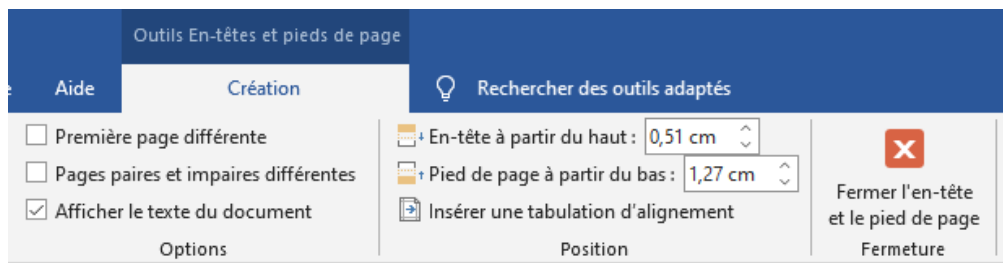 Outils En-têtes et pieds de page
Aide
Création
Rechercher des outils adaptés
Première page différente
Pages paires et impaires différentes
Afficher le texte du document
Options
En-tête à partir du haut : 0,51 cm
Pied de page à partir du bas : 1,27 cm
Insérer une tabulation d'alignement
Position
Fermer l'en-tête
et le pied de page
Fermeture